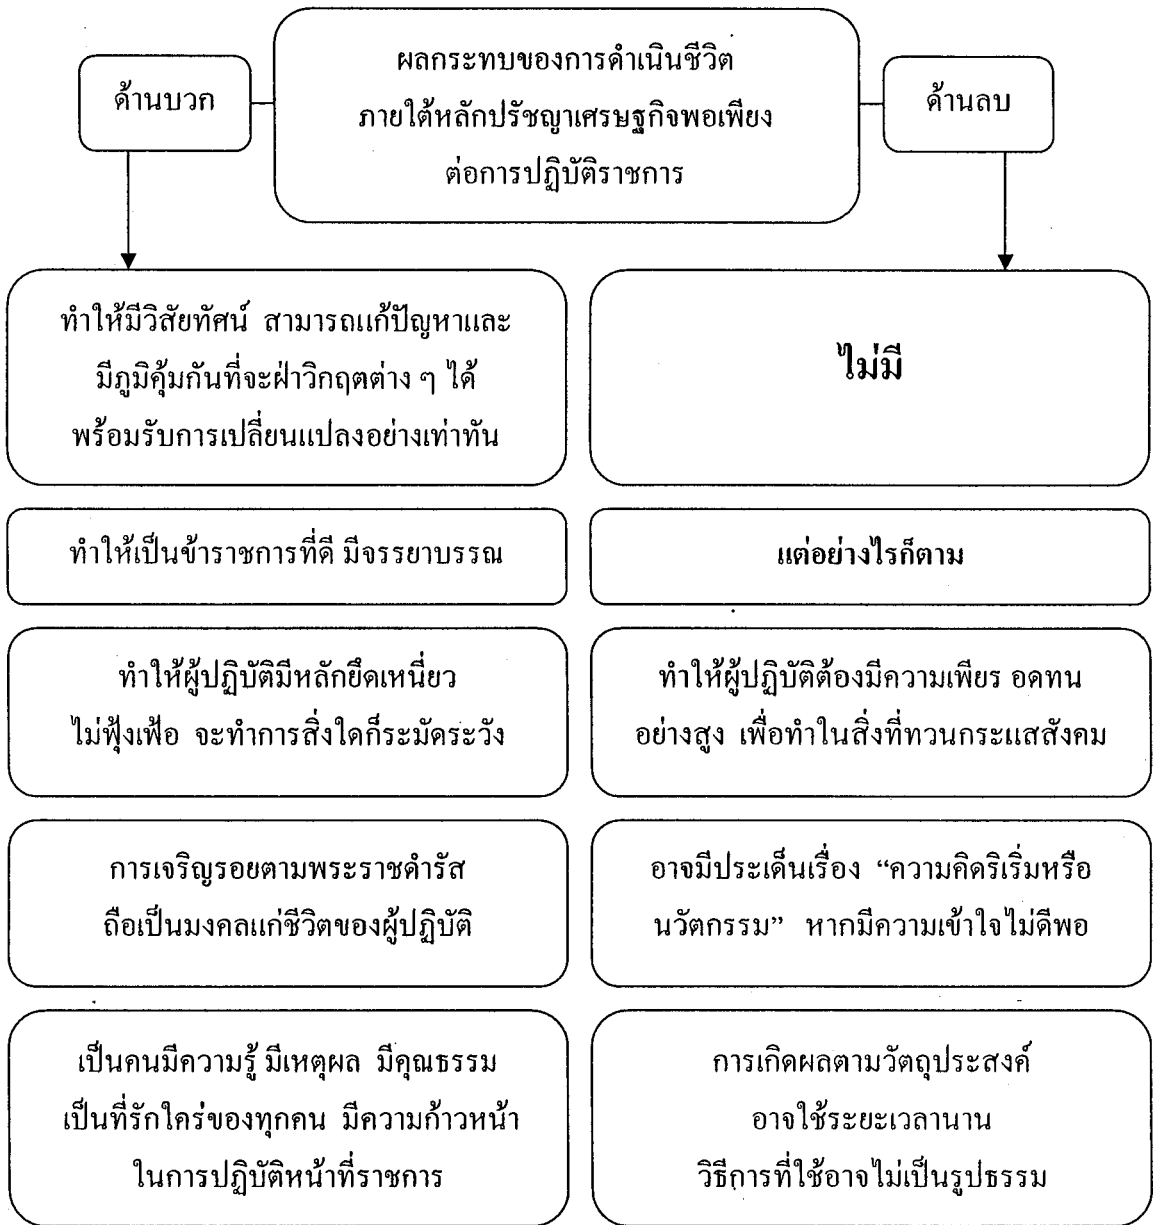 ผลกระทบของการดำเนินชีวิต
ภายใต้หลักปรัชญาเศรษฐกิจพอเพียง
ต่อการปฏิบัติราชการ
ด้านบวก
ด้านลบ
ทำให้มีวิสัยทัศน์ สามารถแก้ปัญหาและ
มีภูมิคุ้มกันที่จะฝ่าวิกฤตต่าง ๆ ได้
พร้อมรับการเปลี่ยนแปลงอย่างเท่าทัน
ไม่มี
ทำให้เป็นข้าราชการที่ดี มีจรรยาบรรณ
แต่อย่างไรก็ตาม
ทำให้ผู้ปฏิบัติมีหลักยึดเหนี่ยว
ไม่ฟุ้งเฟ้อ จะทำการสิ่งใดก็ระมัดระวัง
ทำให้ผู้ปฏิบัติต้องมีความเพียร อดทน
อย่างสูง เพื่อทำในสิ่งที่ทวนกระแสสังคม
การเจริญรอยตามพระราชดำรัส
ถือเป็นมงคลแก่ชีวิตของผู้ปฏิบัติ
อาจมีประเด็นเรื่อง “ความคิดริเริ่มหรือ
นวัตกรรม” หากมีความเข้าใจไม่ดีพอ
เป็นคนมีความรู้ มีเหตุผล มีคุณธรรม
เป็นที่รักใคร่ของทุกคน มีความก้าวหน้า
ในการปฏิบัติหน้าที่ราชการ
การเกิดผลตามวัตถุประสงค์
อาจใช้ระยะเวลานาน
วิธีการที่ใช้อาจไม่เป็นรูปธรรม